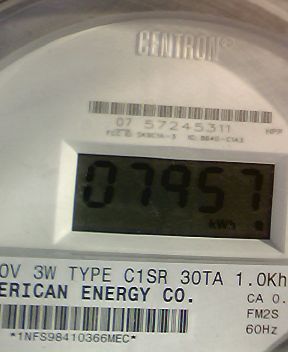 CENTRON®
07 57245311
07957
kWh
0V 3W TYPE C1SR 30TA 1.0Kh
ERICAN ENERGY CO.
CA 0.
FM2S
60Hz
*1NFS98410366MEC*